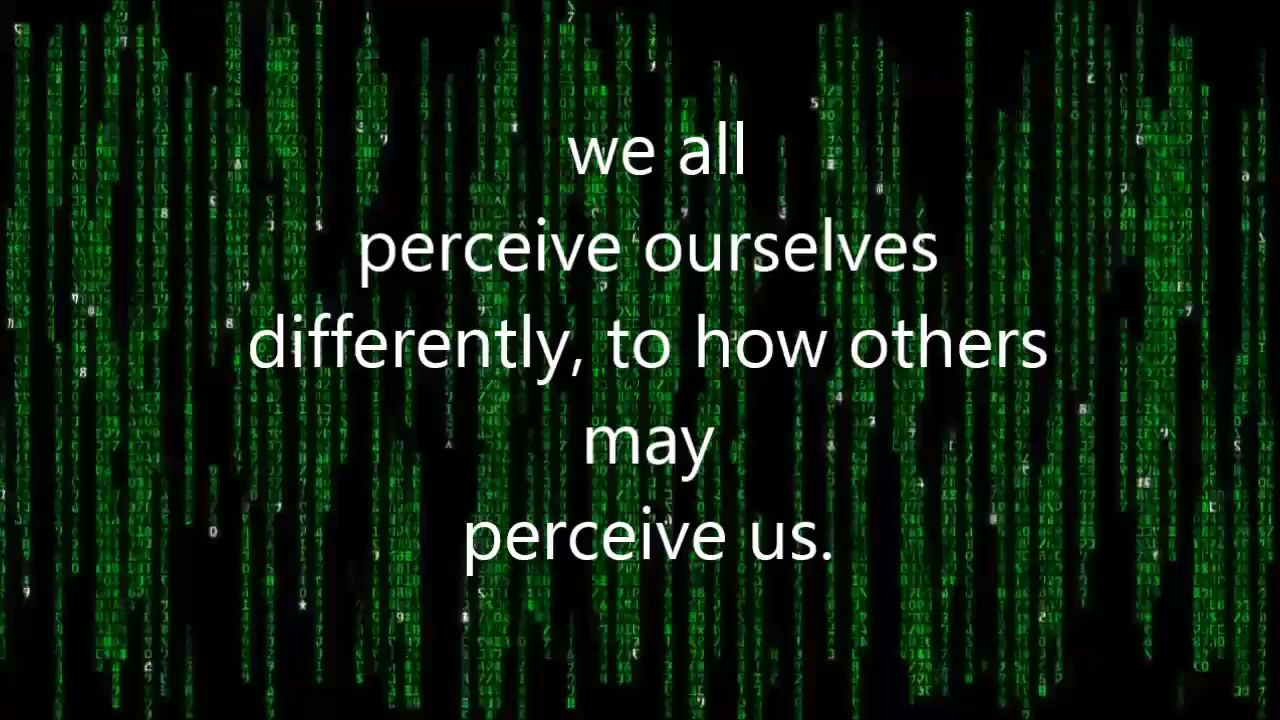 we all
perceive ourselves
differently, to how others
may
perceive us.